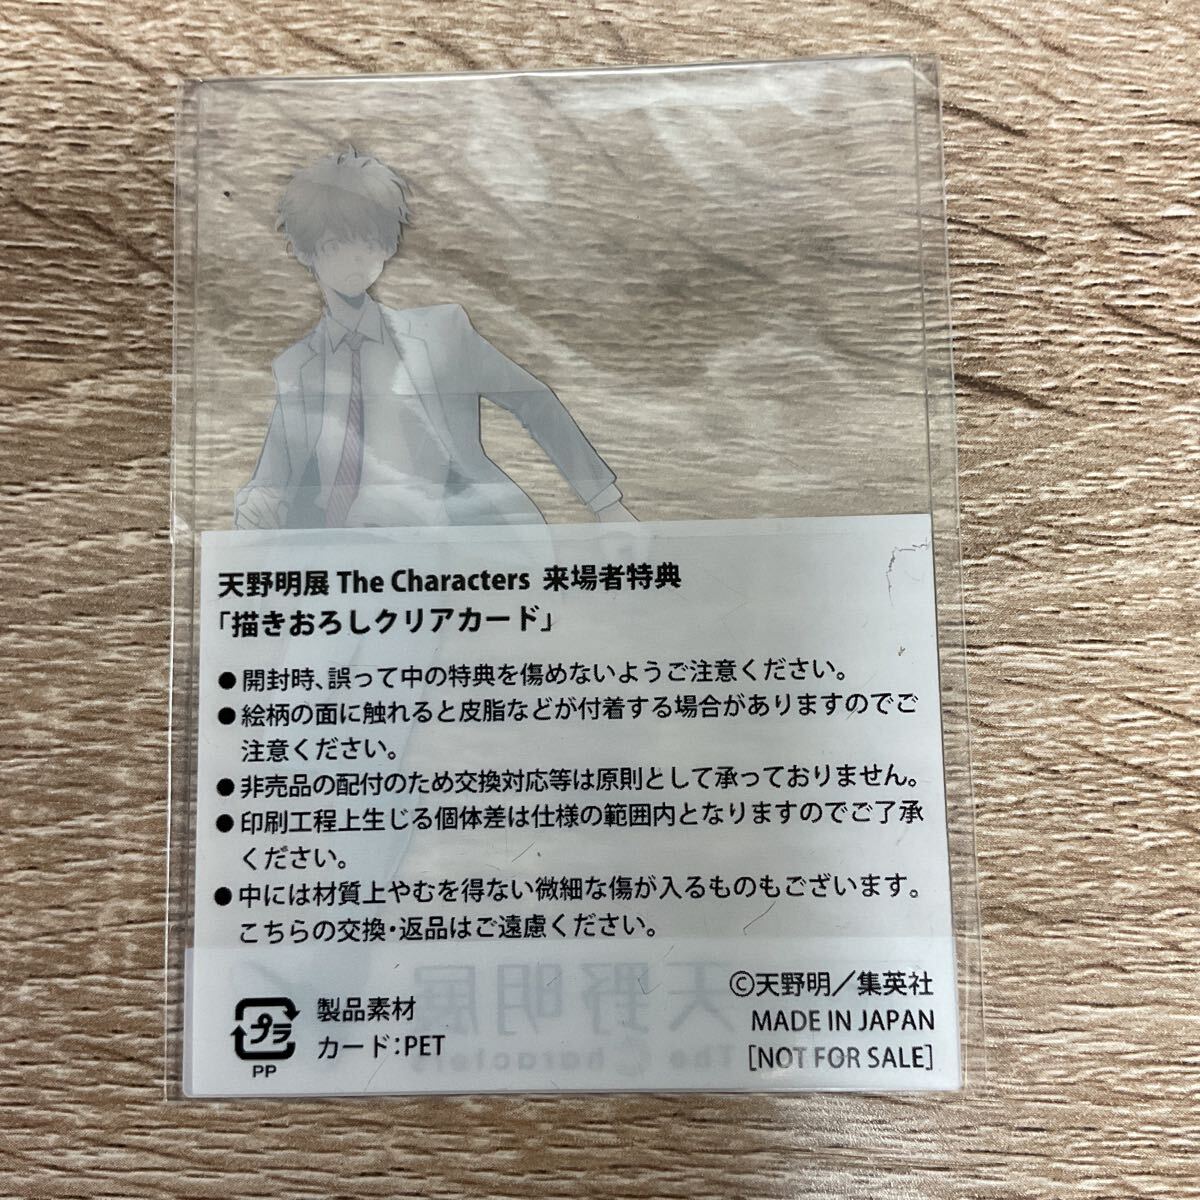 天野明展 The Characters 来場者特典
「描きおろしクリアカード」
● 開封時、誤って中の特典を傷めないようご注意ください。
● 絵柄の面に触れると皮脂などが付着する場合がありますのでご
注意ください。
● 非売品の配付のため交換対応等は原則として承っておりません。
● 印刷工程上生じる個体差は仕様の範囲内となりますのでご了承
ください。
● 中には材質上やむを得ない微細な傷が入るものもございます。
こちらの交換・返品はご遠慮ください。
天野明展
The Characters
プラ
PP
製品素材
カード：PET
©天野明／集英社
MADE IN JAPAN
[NOT FOR SALE]